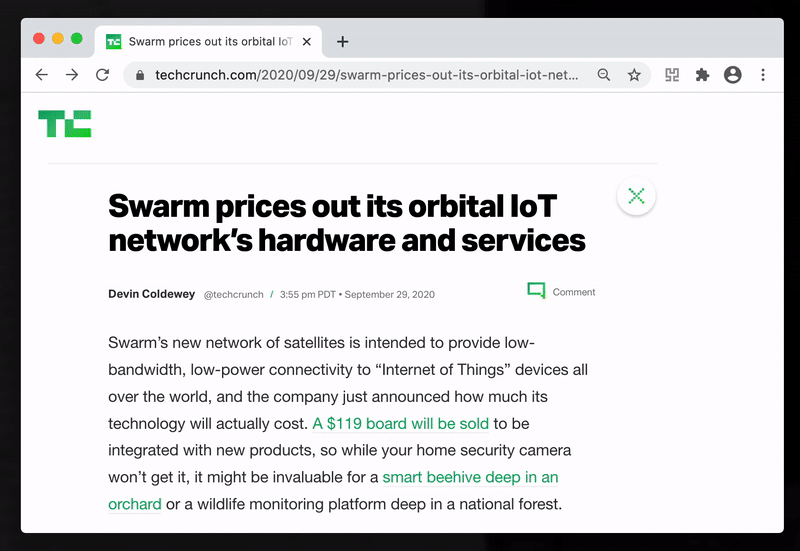 Swarm prices out its orbital IoT
techcrunch.com/2020/09/29/swarm-prices-out-its-orbital-iot-net...
TC
Swarm prices out its orbital IoT
network’s hardware and services
Devin Coldewey @techcrunch / 3:55 pm PDT • September 29, 2020
Comment
Swarm’s new network of satellites is intended to provide low-
bandwidth, low-power connectivity to “Internet of Things” devices all
over the world, and the company just announced how much its
technology will actually cost. A $119 board will be sold to be
integrated with new products, so while your home security camera
won’t get it, it might be invaluable for a smart beehive deep in an
orchard or a wildlife monitoring platform deep in a national forest.